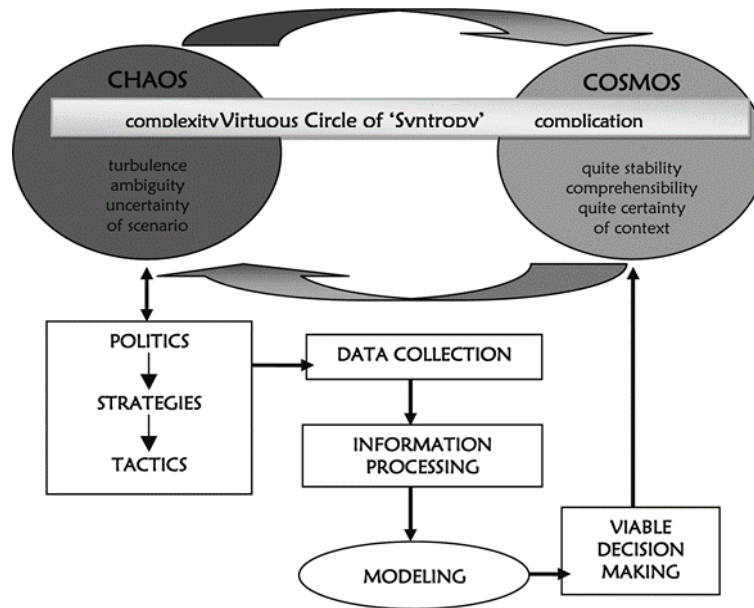 CHAOS
COSMOS
complexity Virtuous Circle of ‘Syntropy’ complication
turbulence
ambiguity
uncertainty
of scenario
quite stability
comprehensibility
quite certainty
of context
POLITICS
STRATEGIES
TACTICS
DATA COLLECTION
INFORMATION
PROCESSING
MODELING
VIABLE
DECISION
MAKING